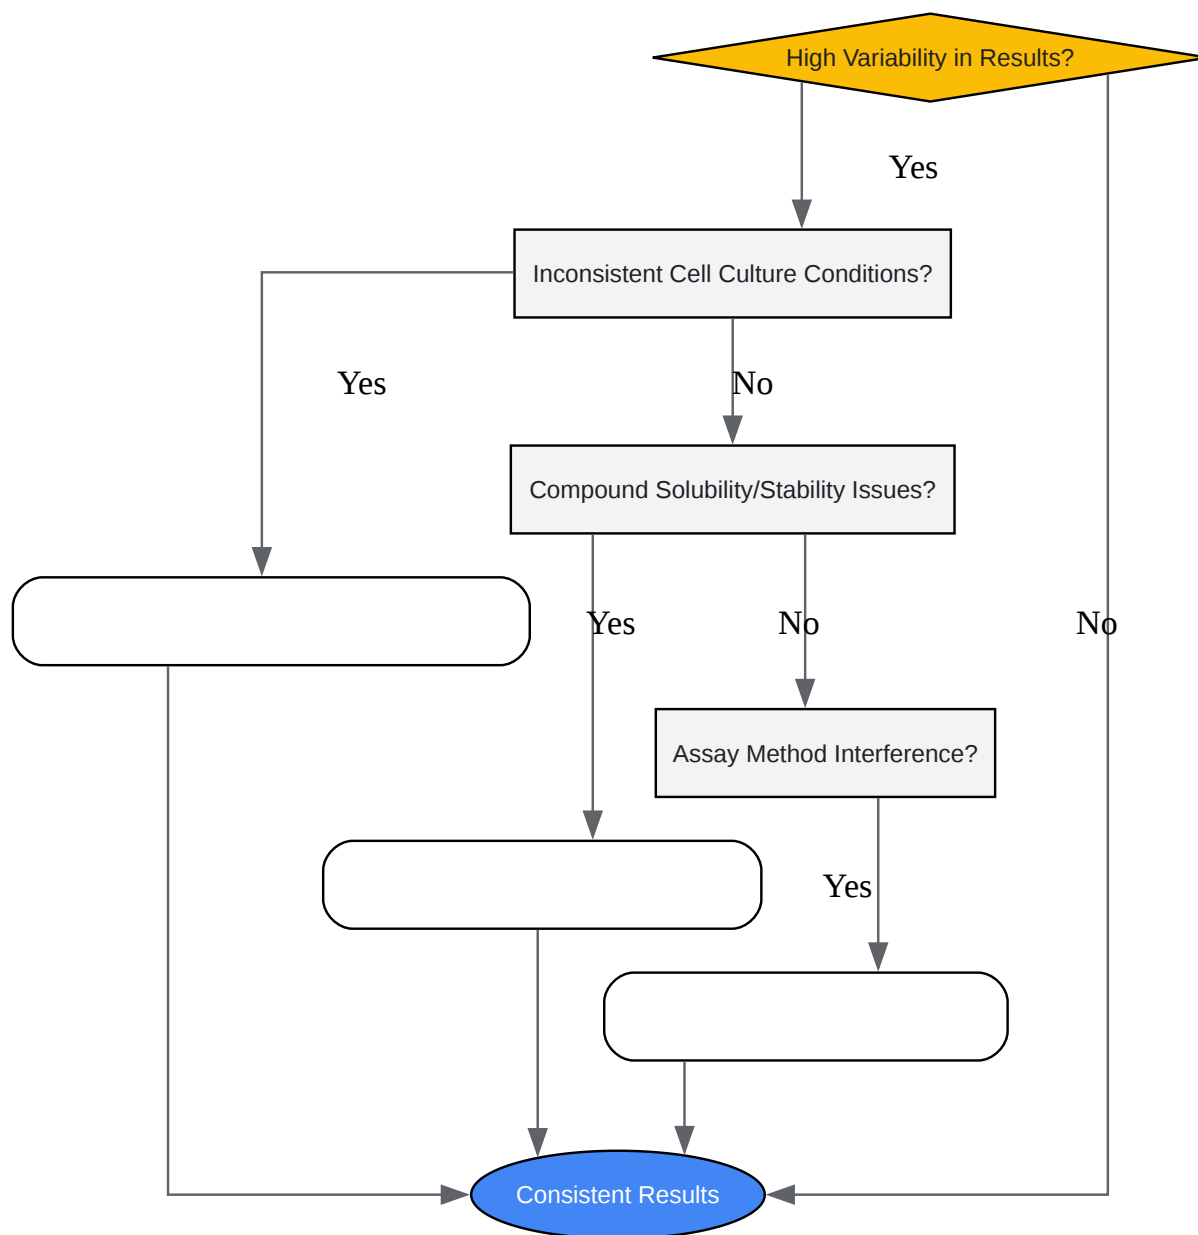 High Variability in Results?
Yes
Inconsistent Cell Culture Conditions?
Yes
No
Compound Solubility/Stability Issues?
Yes
No
No
Assay Method Interference?
Yes
Consistent Results